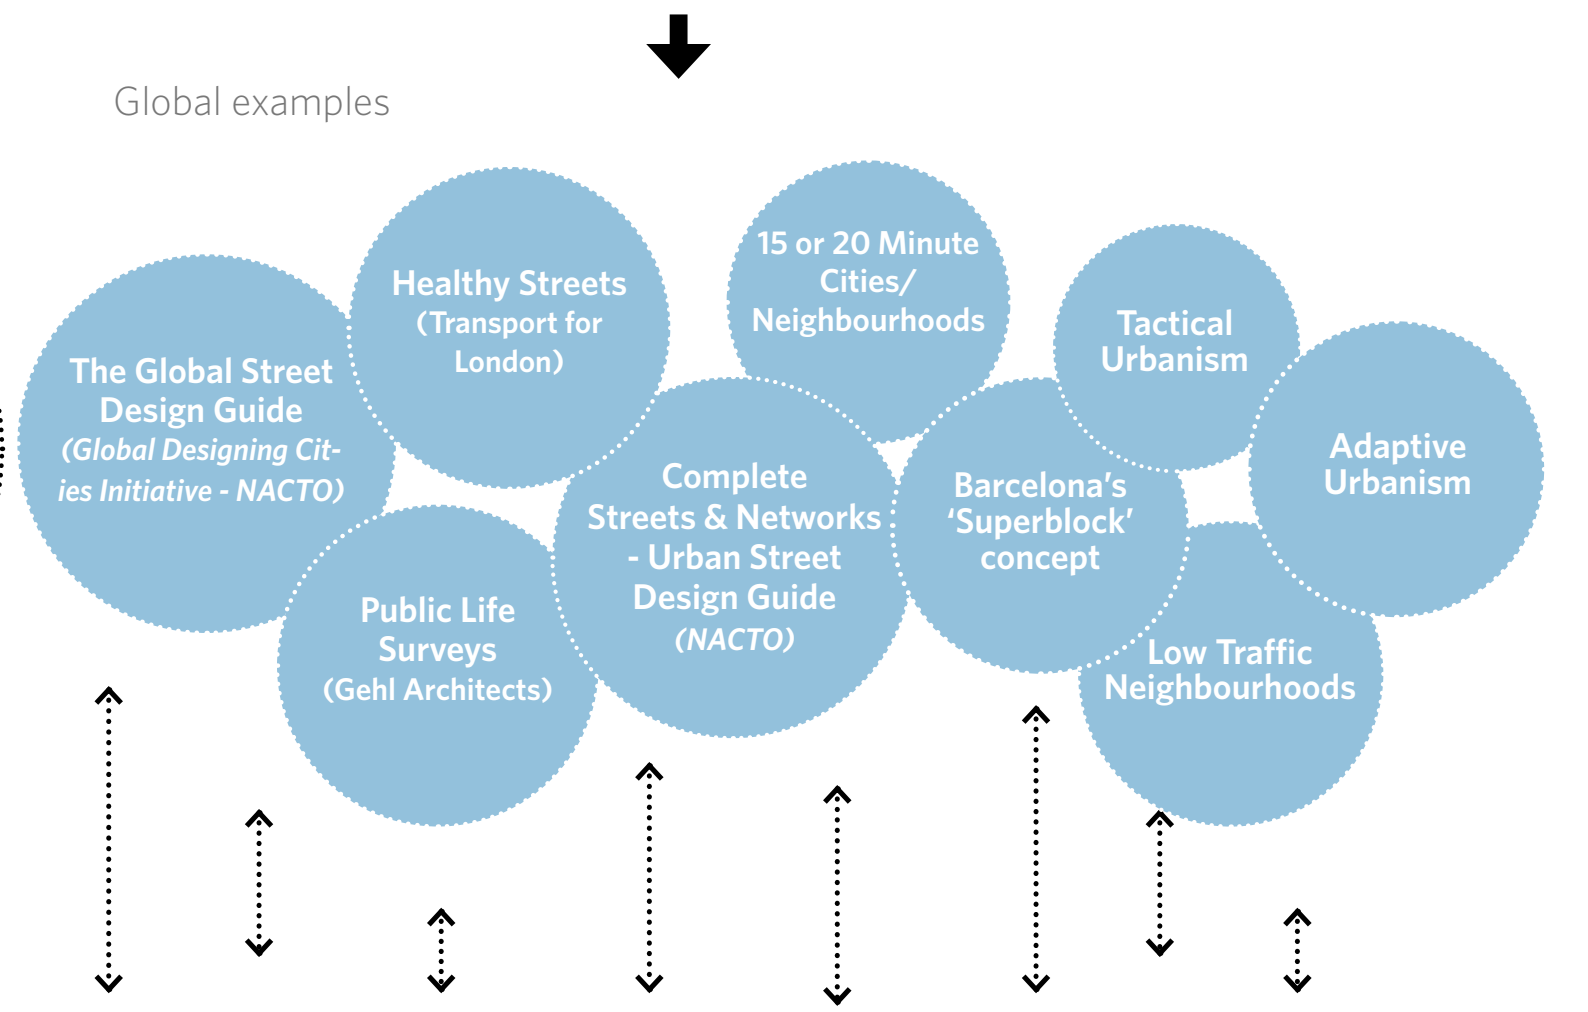 Global examples
The Global Street
Design Guide
(Global Designing Cit-
ies Initiative - NACTO)
Healthy Streets
(Transport for
London)
Public Life
Surveys
(Gehl Architects)
Complete
Streets & Networks
- Urban Street
Design Guide
(NACTO)
15 or 20 Minute
Cities/
Neighbourhoods
Barcelona’s
‘Superblock’
concept
Tactical
Urbanism
Low Traffic
Neighbourhoods
Adaptive
Urbanism